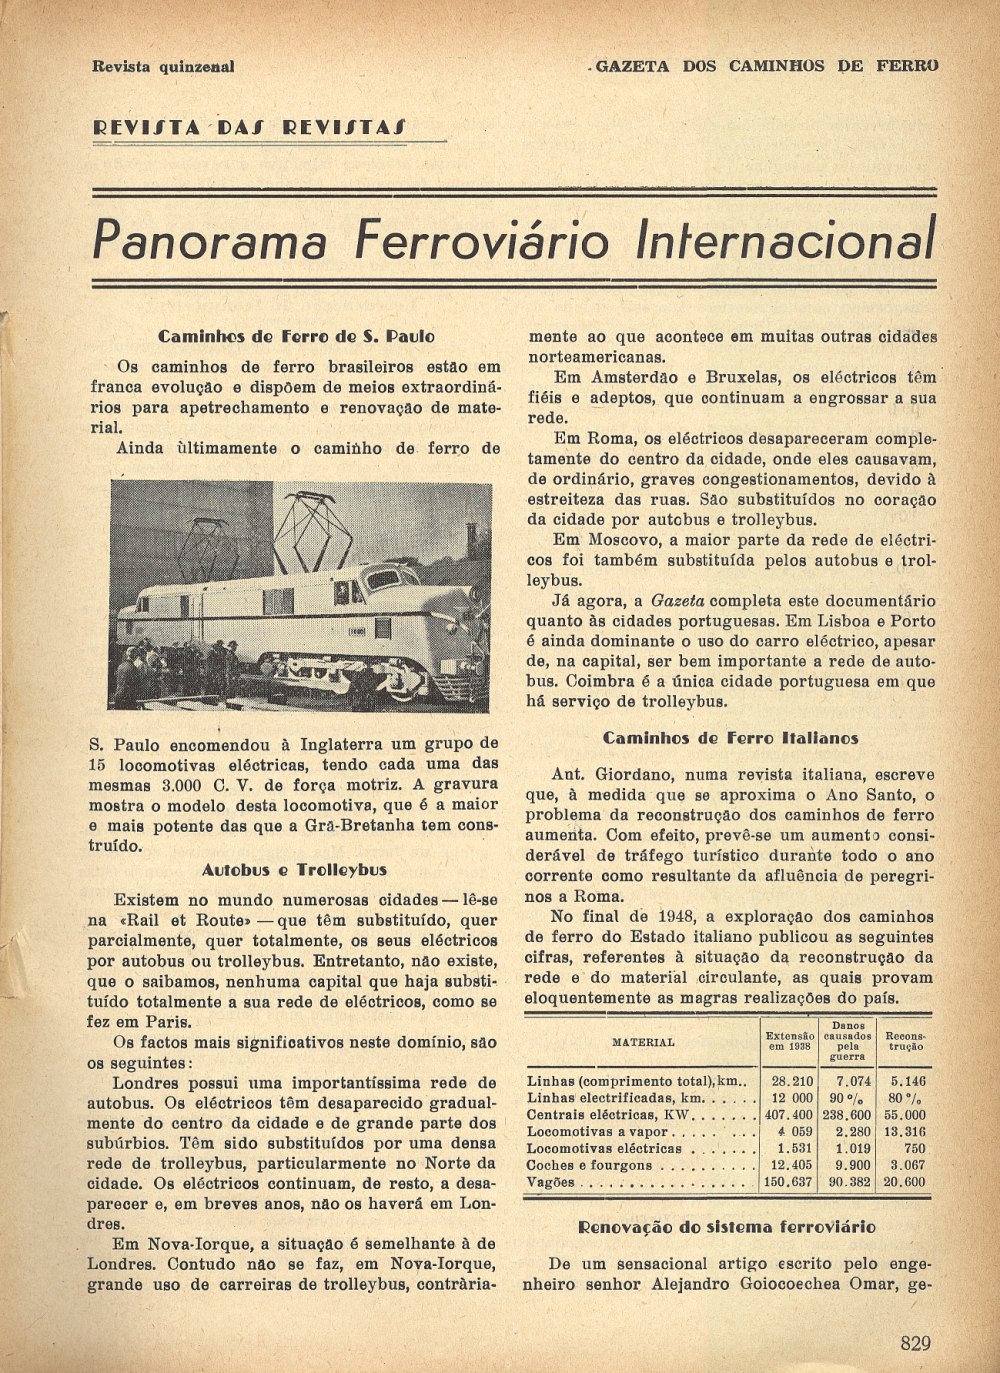 Revista quinzenal
GAZETA DOS CAMINHOS DE FERRO
REVISTA DAS REVISTAS
Panorama Ferroviário Internacional
Caminhos de Ferro de S. Paulo
Os caminhos de ferro brasileiros estão em
franca evolução e dispõem de meios extraordiná-
rios para apetrechamento e renovação de mate-
rial.
Ainda ùltimamente o caminho de ferro de
S. Paulo encomendou à Inglaterra um grupo de
15 locomotivas eléctricas, tendo cada uma das
mesmas 3.000 C. V. de força motriz. A gravura
mostra o modelo desta locomotiva, que é a maior
e mais potente das que a Grã-Bretanha tem cons-
truído.
Autobus e Trolleybus
Existem no mundo numerosas cidades — lê-se
na «Rail et Route» — que têm substituído, quer
parcialmente, quer totalmente, os seus eléctricos
por autobus ou trolleybus. Entretanto, não existe,
que o saibamos, nenhuma capital que haja substi-
tuído totalmente a sua rede de eléctricos, como se
fez em Paris.
Os factos mais significativos neste domínio, são
os seguintes:
Londres possui uma importantíssima rede de
autobus. Os eléctricos têm desaparecido gradual-
mente do centro da cidade e de grande parte dos
subúrbios. Têm sido substituídos por uma densa
rede de trolleybus, particularmente no Norte da
cidade. Os eléctricos continuam, de resto, a desa-
parecer e, em breves anos, não os haverá em Lon-
dres.
Em Nova-Iorque, a situação é semelhante à de
Londres. Contudo não se faz, em Nova-Iorque,
grande uso de carreiras de trolleybus, contrària-
mente ao que acontece em muitas outras cidades
norteamericanas.
Em Amsterdão e Bruxelas, os eléctricos têm
fiéis e adeptos, que continuam a engrossar a sua
rede.
Em Roma, os eléctricos desapareceram comple-
tamente do centro da cidade, onde eles causavam,
de ordinário, graves congestionamentos, devido à
estreiteza das ruas. São substituídos no coração
da cidade por autobus e trolleybus.
Em Moscovo, a maior parte da rede de eléctri-
cos foi também substituída pelos autobus e trol-
leybus.
Já agora, a Gazeta completa este documentário
quanto às cidades portuguesas. Em Lisboa e Porto
é ainda dominante o uso do carro eléctrico, apesar
de, na capital, ser bem importante a rede de auto-
bus. Coimbra é a única cidade portuguesa em que
há serviço de trolleybus.
Caminhos de Ferro Italianos
Ant. Giordano, numa revista italiana, escreve
que, à medida que se aproxima o Ano Santo, o
problema da reconstrução dos caminhos de ferro
aumenta. Com efeito, prevê-se um aumento consi-
derável de tráfego turístico durante todo o ano
corrente como resultante da afluência de peregri-
nos a Roma.
No final de 1948, a exploração dos caminhos
de ferro do Estado italiano publicou as seguintes
cifras, referentes à situação da reconstrução da
rede e do material circulante, as quais provam
eloquentemente as magras realizações do país.
MATERIAL | Extensão em 1938 | Danos causados pela guerra | Recons-trução
Linhas (comprimento total), km.. 28.210 7.074 5.146
Linhas electrificadas, km...... 12 000 90 % 80 %
Centrais eléctricas, KW....... 407.400 238.600 55.000
Locomotivas a vapor........ 4 059 2.280 13.316
Locomotivas eléctricas....... 1.531 1.019 750
Coches e fourgons.......... 12.405 9.900 3.067
Vagões................. 150.637 90.382 20.600
Renovação do sistema ferroviário
De um sensacional artigo escrito pelo enge-
nheiro senhor Alejandro Goiocoechea Omar, ge-
829